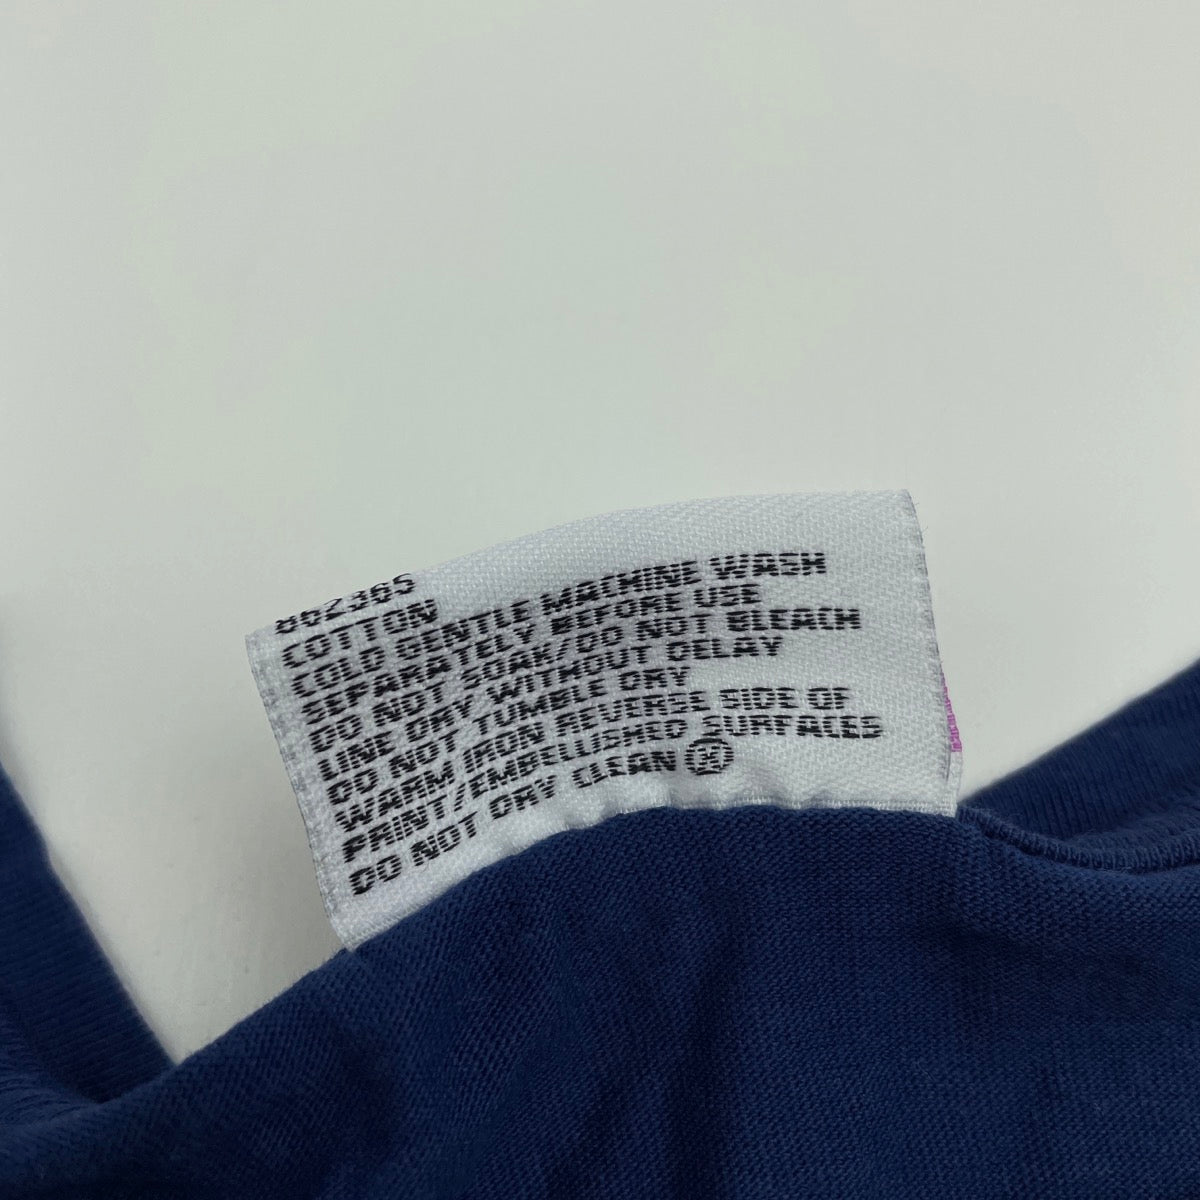 862365
COTTON
COLD GENTLE MACHINE WASH
SEPARATELY BEFORE USE
DO NOT SOAK/DO NOT BLEACH
LINE DRY WITHOUT DELAY
DO NOT TUMBLE DRY
WARM IRON REVERSE SIDE OF
PRINT/EMBELLISHED SURFACES
DO NOT DRY CLEAN